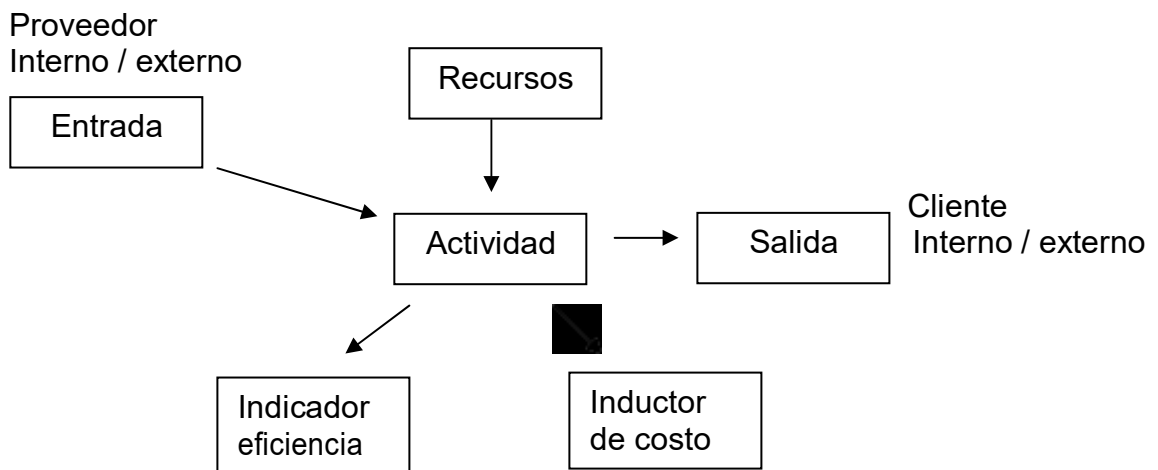 Proveedor
Interno / externo
Recursos
Entrada
Cliente
Interno / externo
Actividad
Salida
Indicador
eficiencia
Inductor
de costo